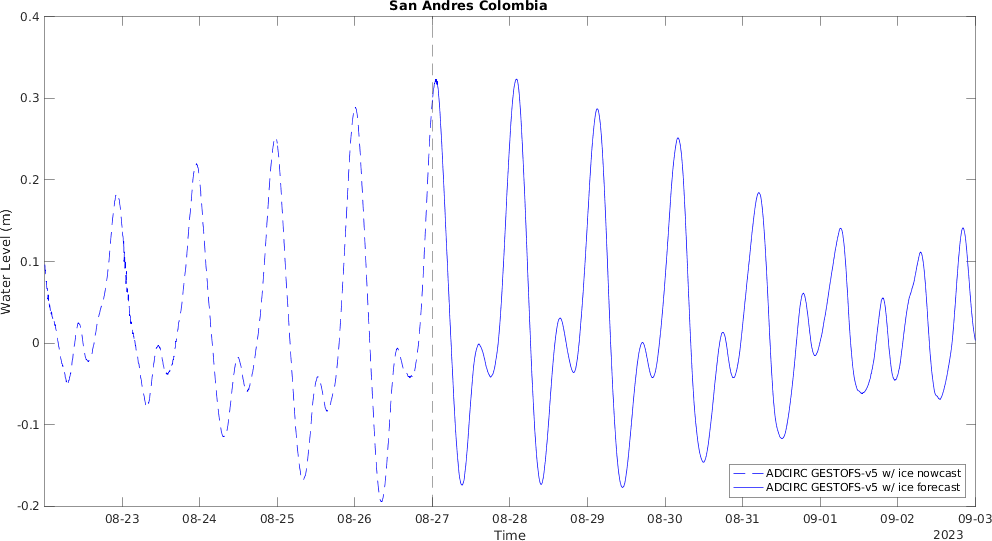 San Andres Colombia
0.4
0.3
0.2
0.1
0
-0.1
-0.2
Water Level (m)
ADCIRC GESTOFS-v5 w/ ice nowcast
ADCIRC GESTOFS-v5 w/ ice forecast
08-23 08-24 08-25 08-26 08-27 08-28 08-29 08-30 08-31 09-01 09-02 09-03
Time
2023